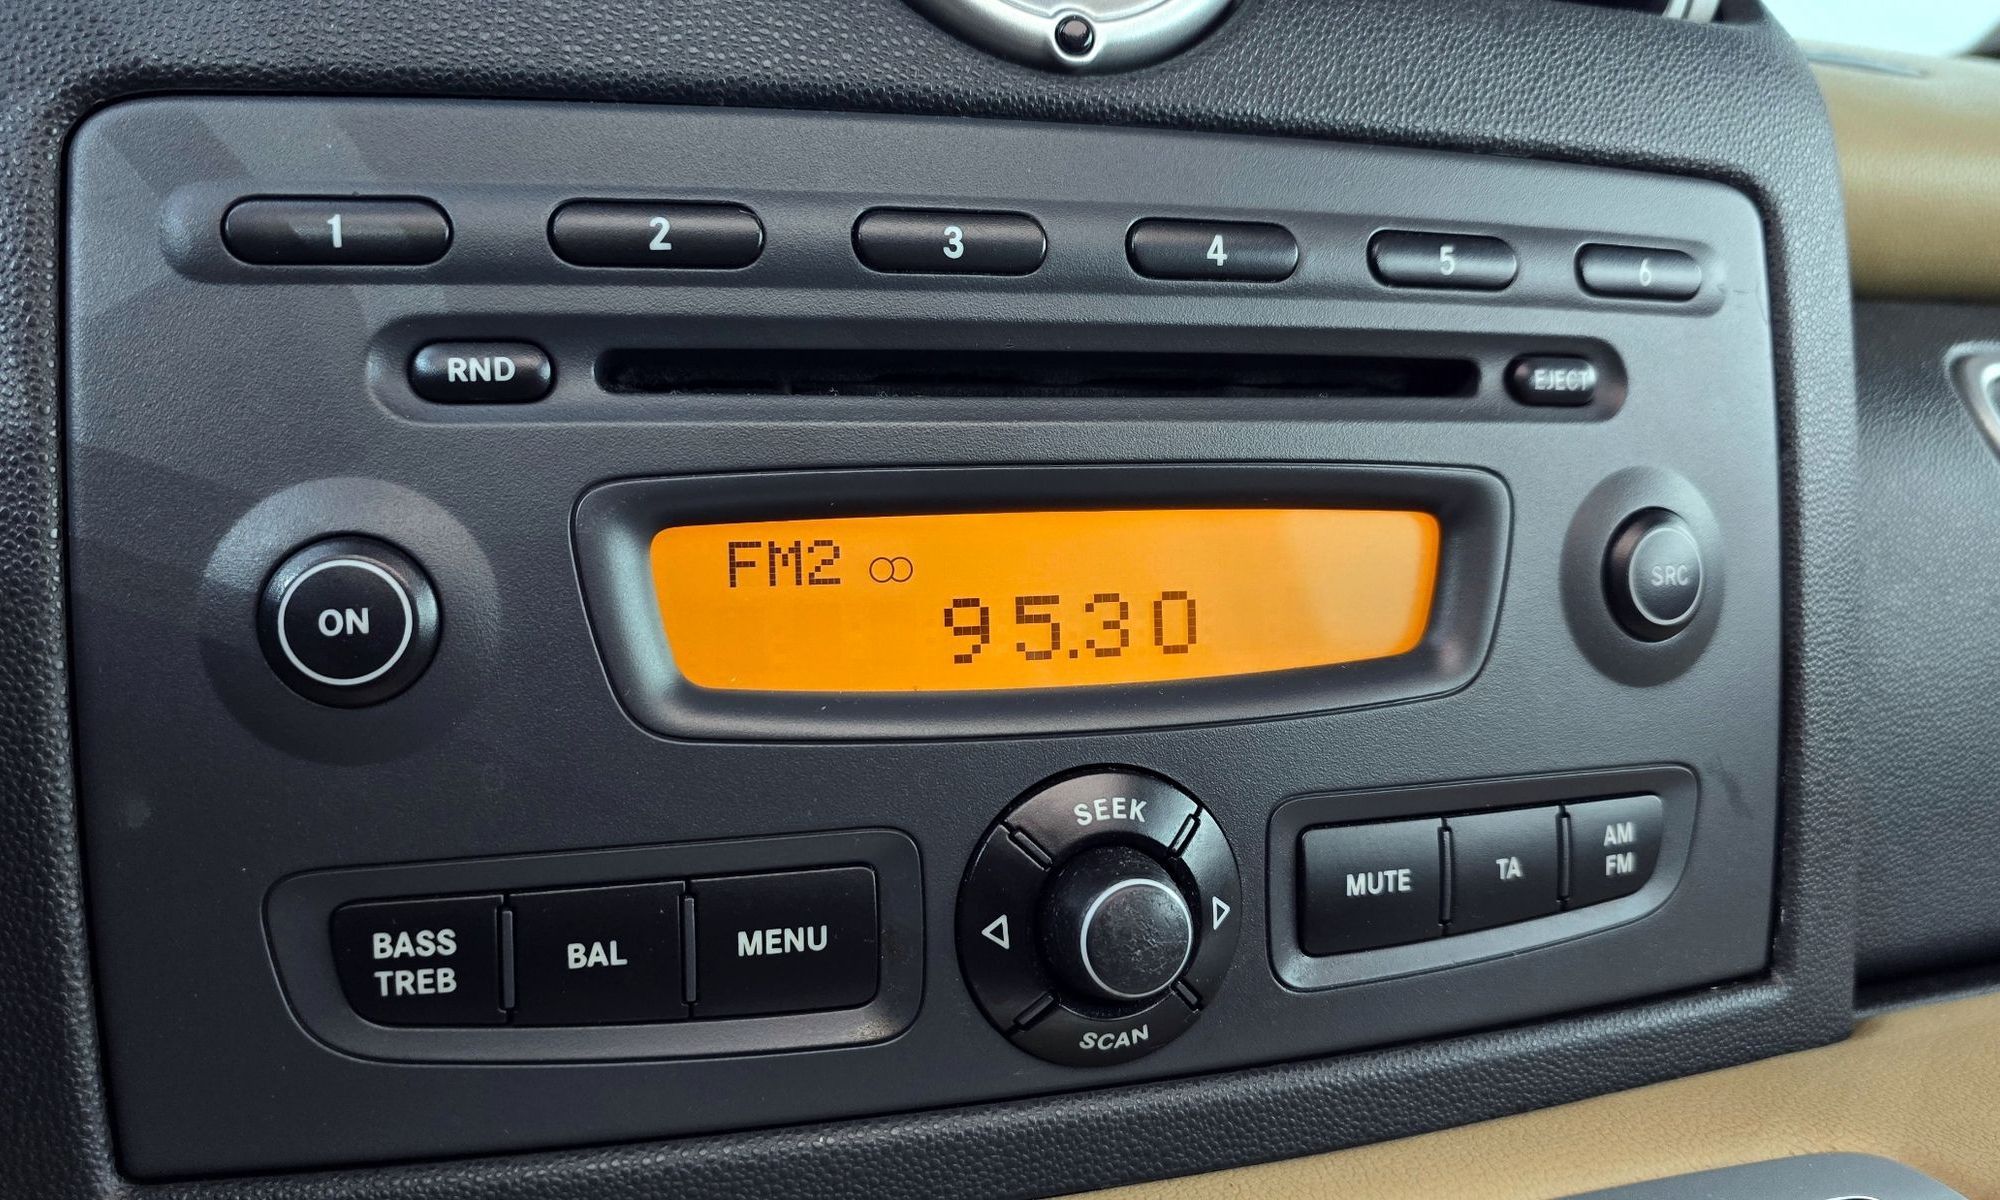 1 2 3 4 5 6
RND EJECT
FM2
95.30
ON
SRC
SEEK
SCAN
BASS
TREB
BAL
MENU
MUTE
TA
AM
FM